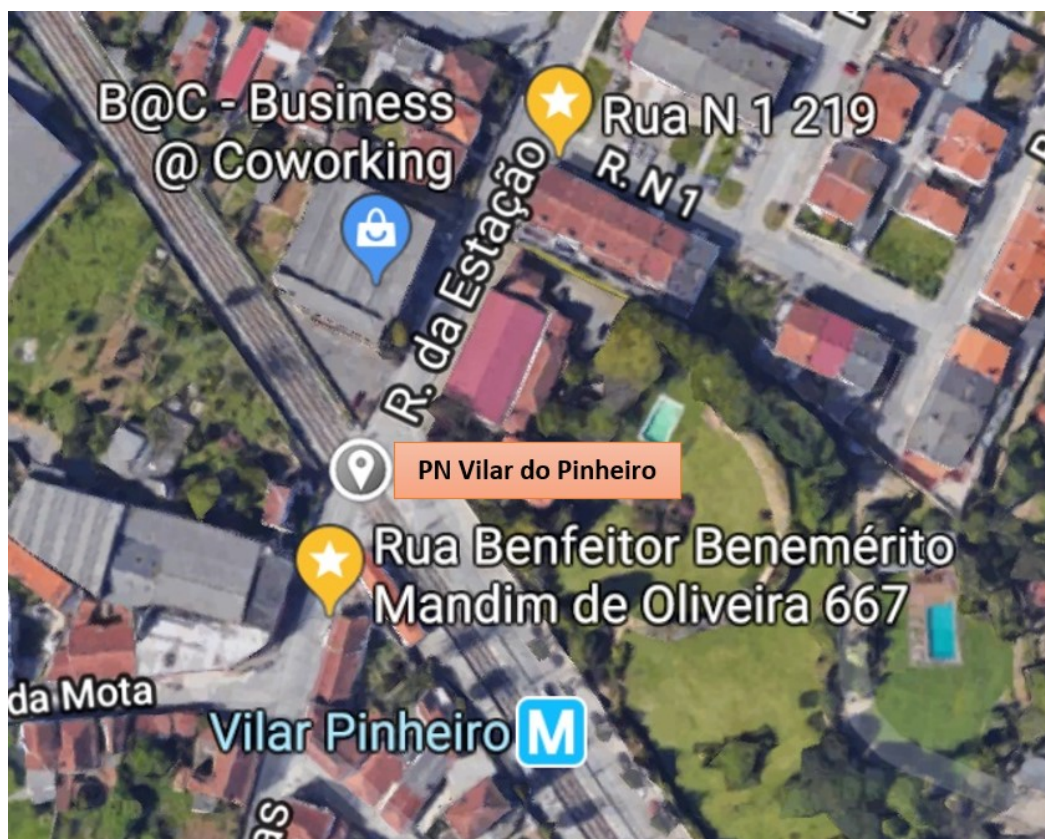 B@C - Business
@ Coworking
Rua N 1 219
R. N 1
R. da Estação
PN Vilar do Pinheiro
Rua Benfeitor Benemérito
Mandim de Oliveira 667
da Mota
Vilar Pinheiro M
as